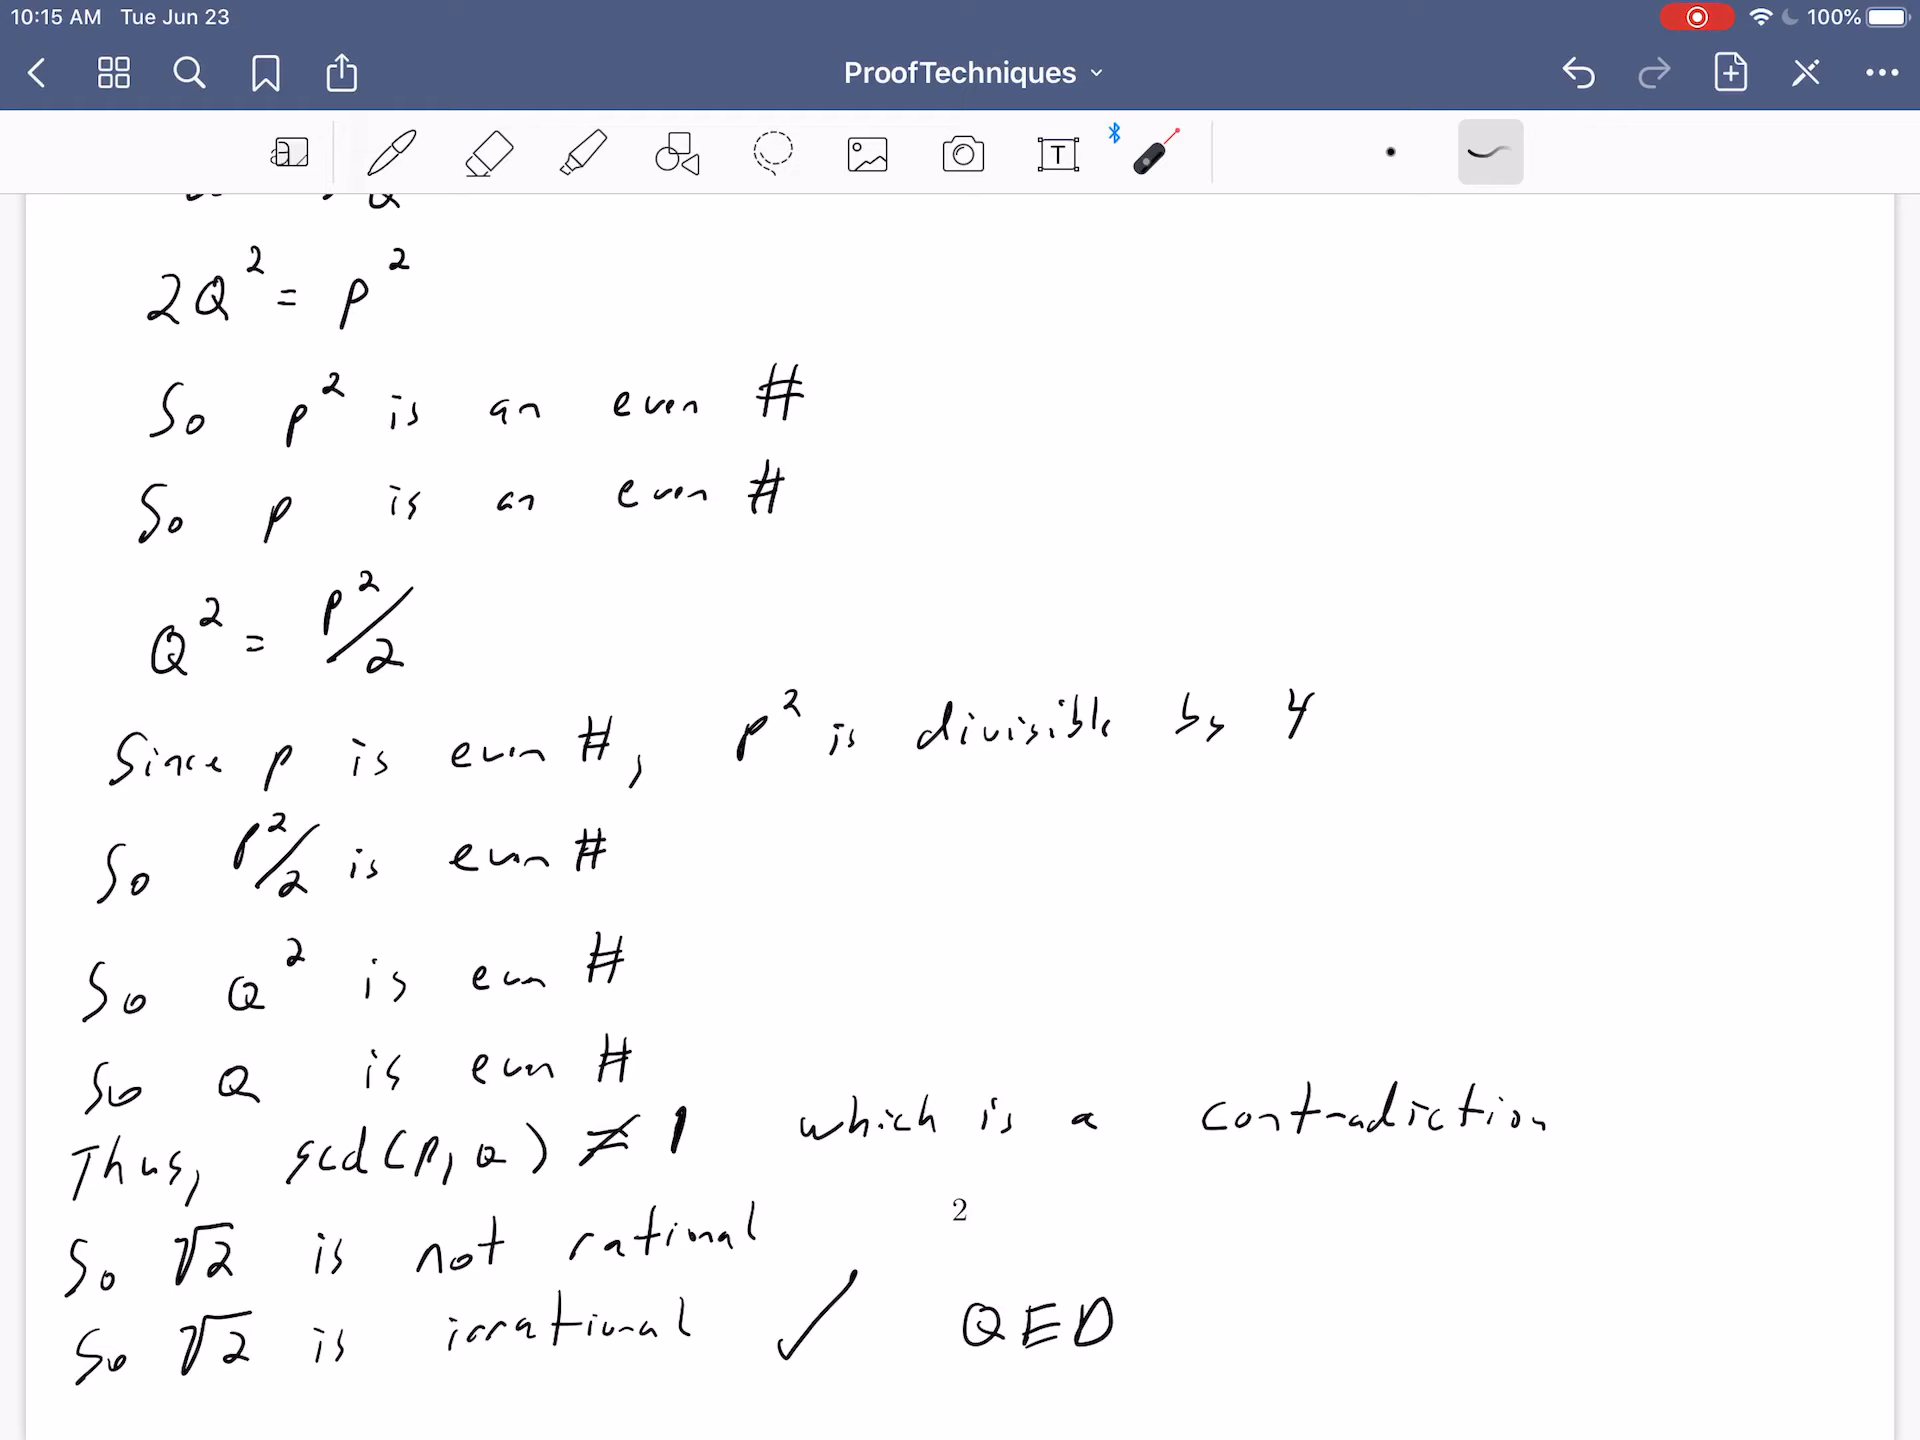 10:15 AM Tue Jun 23 100%
ProofTechniques
T
Q
2Q² = P²
So P² is an even #
So P is an even #
Q² = P²/2
Since P is even #, P² is divisible by 4
So P²/2 is even #
So Q² is even #
So Q is even #
Thus, gcd(P, Q) ≠ 1 which is a contradiction
2
So √2 is not rational
So √2 is irrational ✓ QED